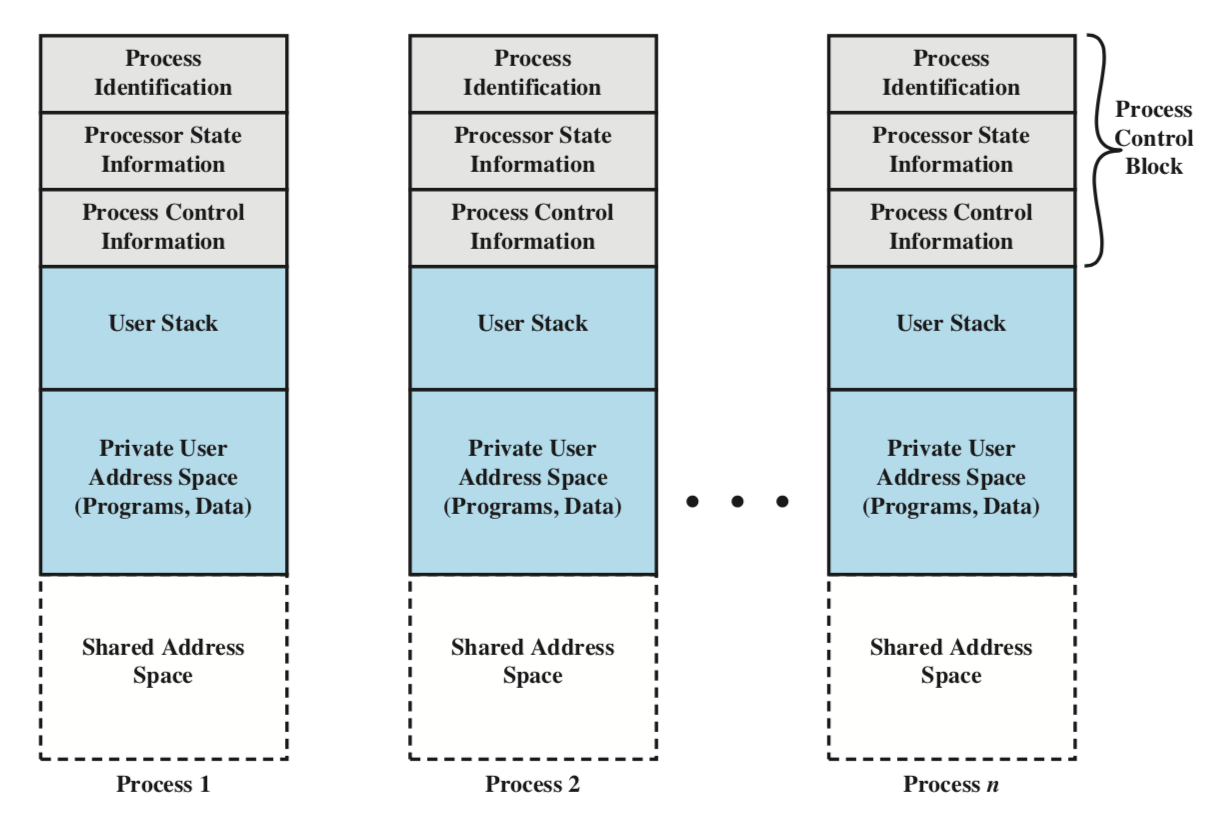 Process
Identification
Processor State
Information
Process Control
Information
User Stack
Private User
Address Space
(Programs, Data)
Shared Address
Space
Process 1
Process
Identification
Processor State
Information
Process Control
Information
User Stack
Private User
Address Space
(Programs, Data)
Shared Address
Space
Process 2
• • •
Process
Identification
Processor State
Information
Process Control
Information
User Stack
Private User
Address Space
(Programs, Data)
Shared Address
Space
Process n
Process
Control
Block